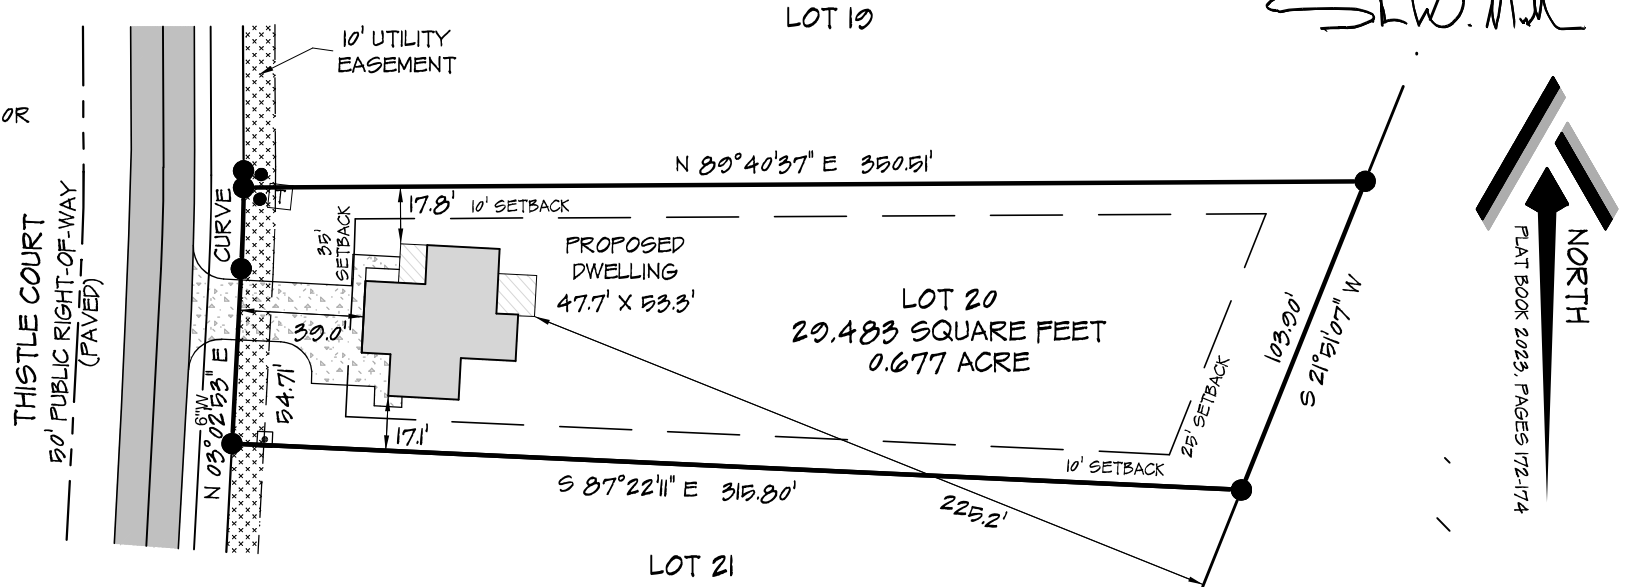 LOT 19
10' UTILITY
EASEMENT
OR
N 89°40'37" E 350.51'
CURVE
17.8'
10' SETBACK
35'
SETBACK
PROPOSED
DWELLING
47.7' X 53.3'
LOT 20
29,483 SQUARE FEET
0.677 ACRE
103.90'
S 21°51'07" W
THISTLE COURT
50' PUBLIC RIGHT-OF-WAY
(PAVED)
39.0'
N 03°02'53" E
54.71'
17.1'
25' SETBACK
10' SETBACK
S 87°22'11" E 315.80'
225.2'
LOT 21
NORTH
PLAT BOOK 2023, PAGES 172-174